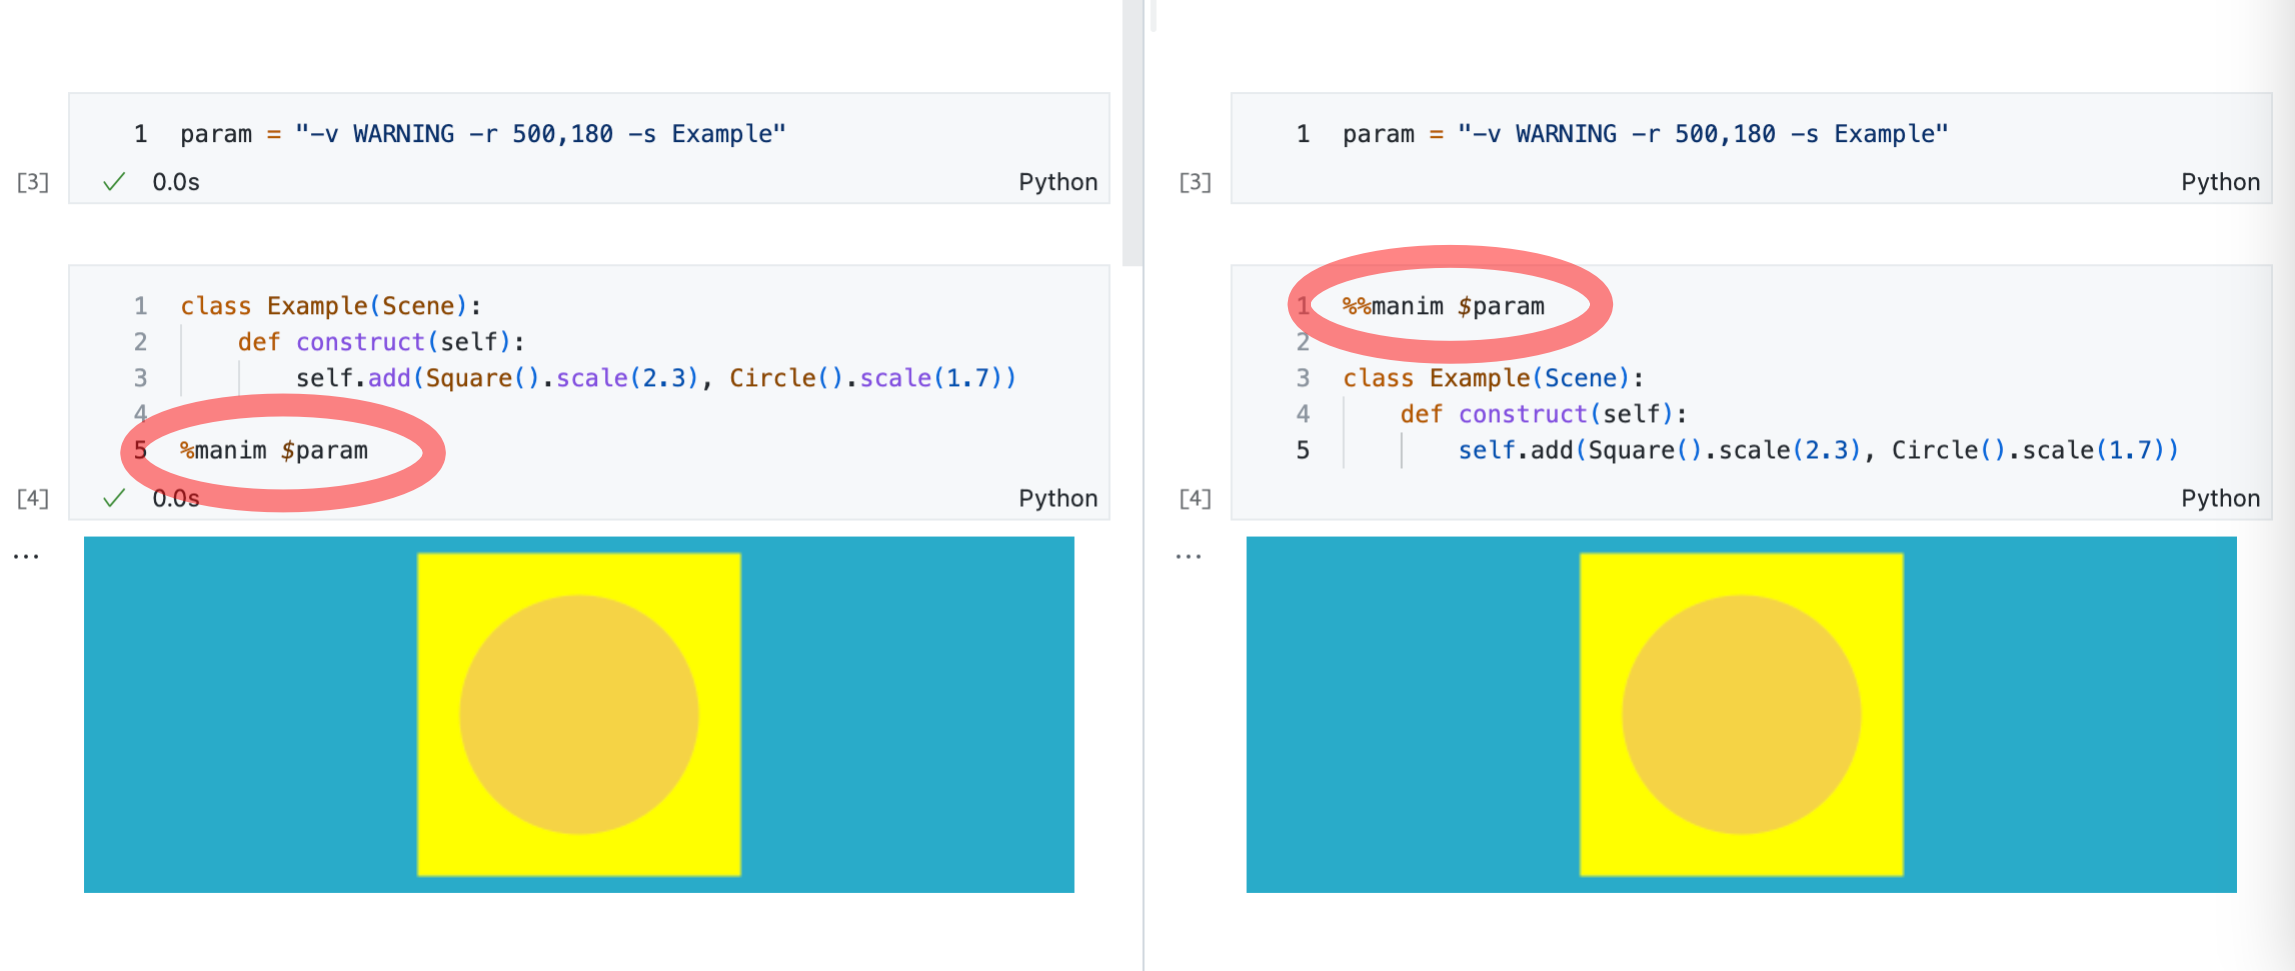 1 param = "-v WARNING -r 500,180 -s Example"
[3] ✓ 0.0s Python
1 class Example(Scene):
2     def construct(self):
3         self.add(Square().scale(2.3), Circle().scale(1.7))
4
5 %manim $param
[4] ✓ 0.0s Python
...
1 param = "-v WARNING -r 500,180 -s Example"
[3] Python
1 %%manim $param
2
3 class Example(Scene):
4     def construct(self):
5         self.add(Square().scale(2.3), Circle().scale(1.7))
[4] Python
...